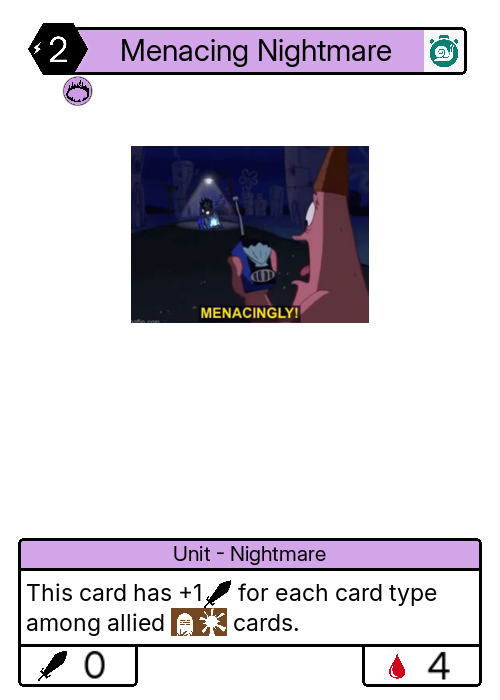 2
Menacing Nightmare
MENACINGLY!
Unit - Nightmare
This card has +1 for each card type
among allied cards.
0
4